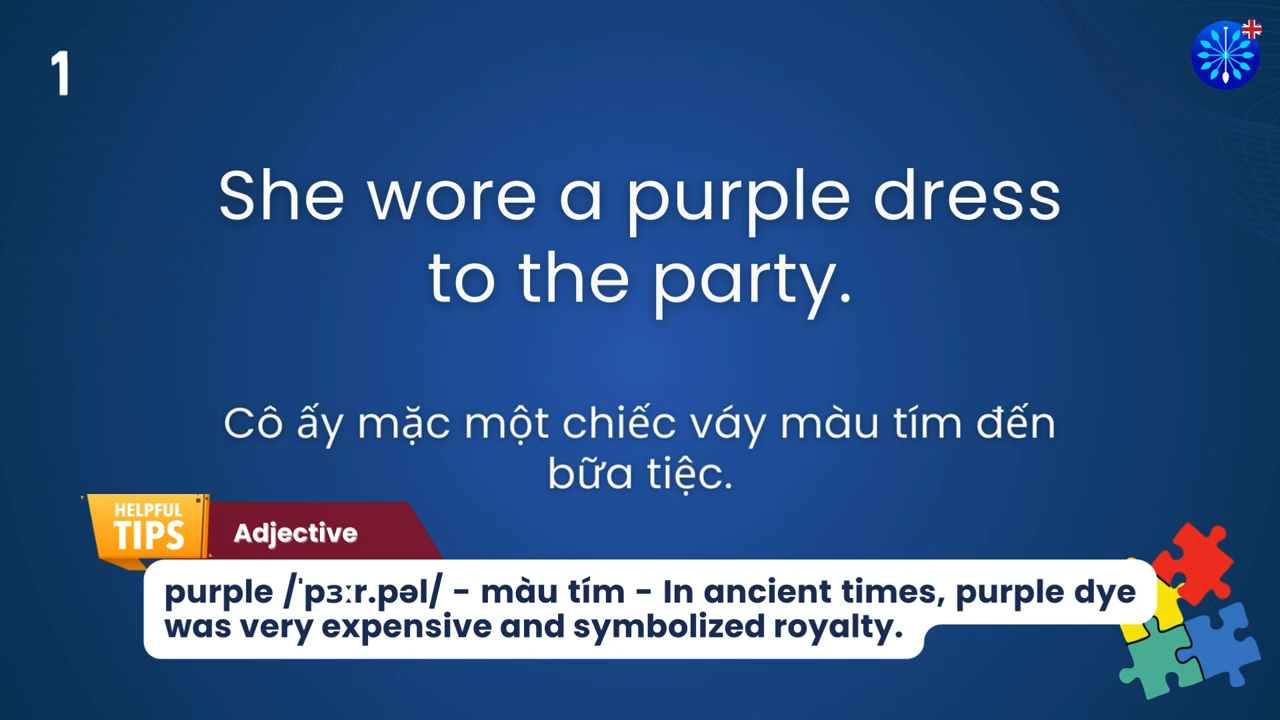 1
She wore a purple dress
to the party.
Cô ấy mặc một chiếc váy màu tím đến
bữa tiệc.
HELPFUL
TIPS
Adjective
purple /ˈpɜːr.pəl/ - màu tím - In ancient times, purple dye
was very expensive and symbolized royalty.